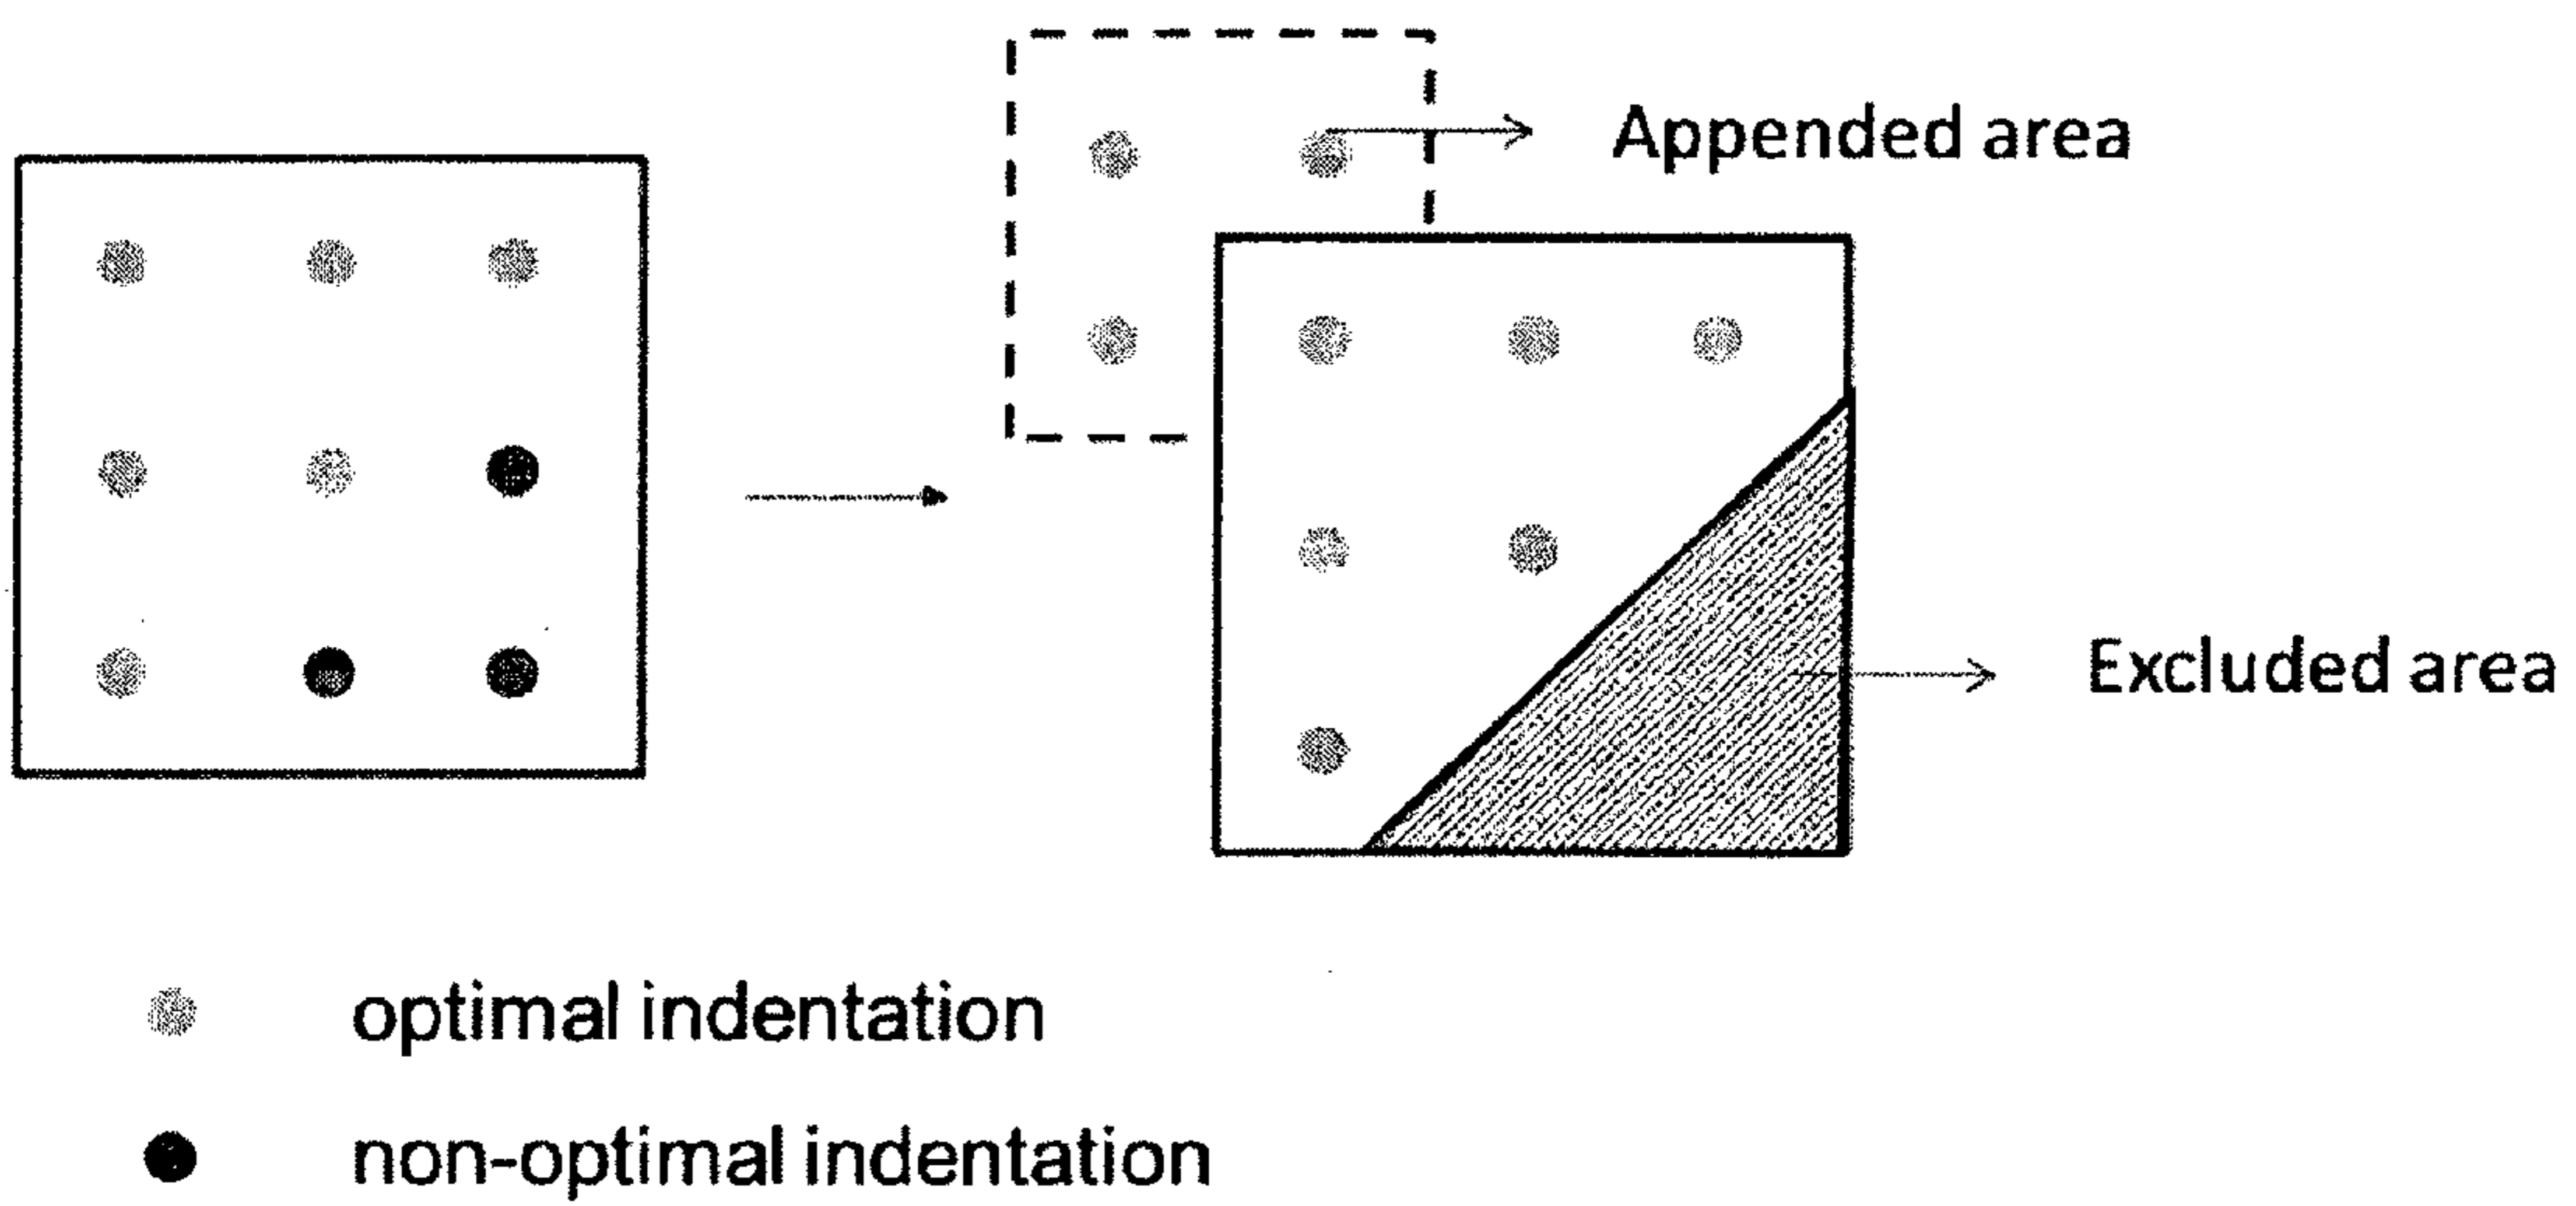 Appended area
Excluded area
optimal indentation
non-optimal indentation